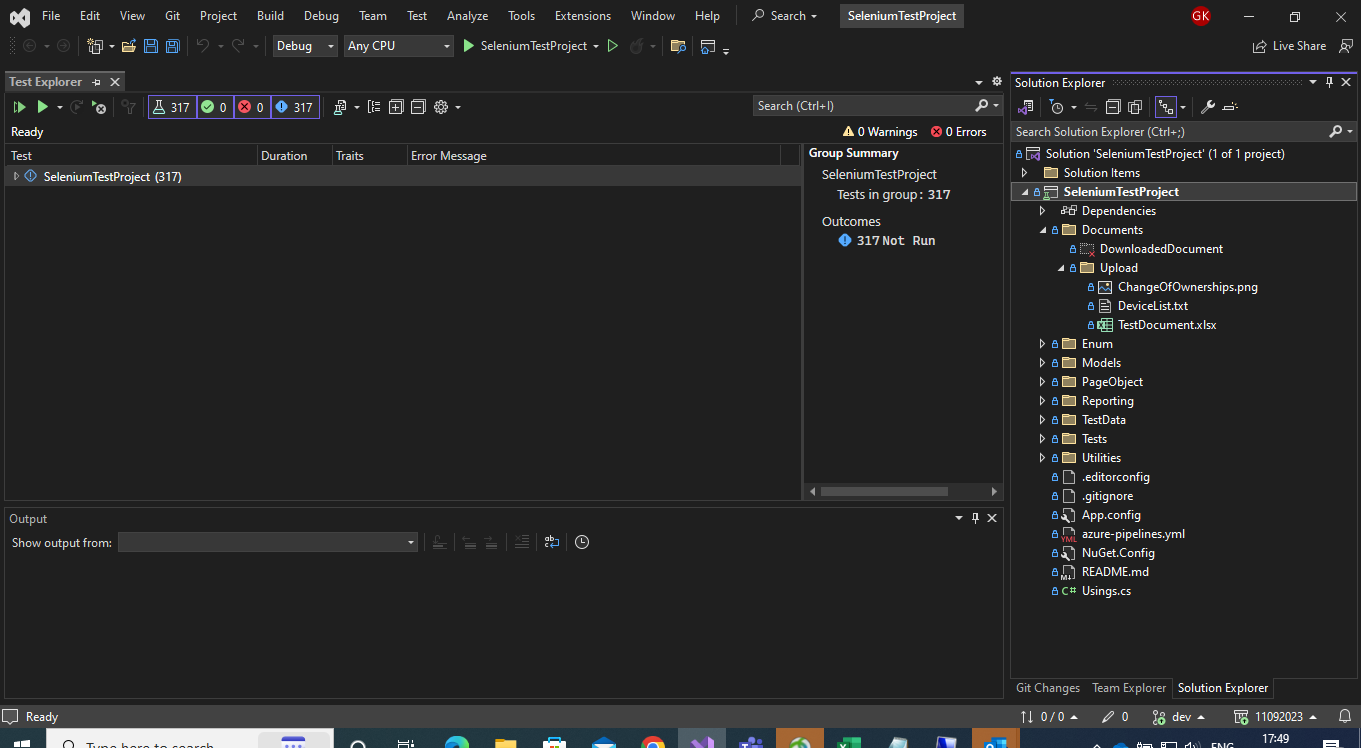 File Edit View Git Project Build Debug Team Test Analyze Tools Extensions Window Help Search SeleniumTestProject GK
Debug Any CPU SeleniumTestProject Live Share
Test Explorer
317 0 0 317
Search (Ctrl+I)
Ready
0 Warnings 0 Errors
Test Duration Traits Error Message
SeleniumTestProject (317)
Group Summary
SeleniumTestProject
Tests in group: 317
Outcomes
317 Not Run
Output
Show output from:
Solution Explorer
Search Solution Explorer (Ctrl+;)
Solution 'SeleniumTestProject' (1 of 1 project)
Solution Items
SeleniumTestProject
Dependencies
Documents
DownloadedDocument
Upload
ChangeOfOwnerships.png
DeviceList.txt
TestDocument.xlsx
Enum
Models
PageObject
Reporting
TestData
Tests
Utilities
.editorconfig
.gitignore
App.config
YML azure-pipelines.yml
NuGet.Config
M README.md
C# Usings.cs
Git Changes Team Explorer Solution Explorer
Ready 0 / 0 0 dev 11092023
Type here to search ENG 17:49